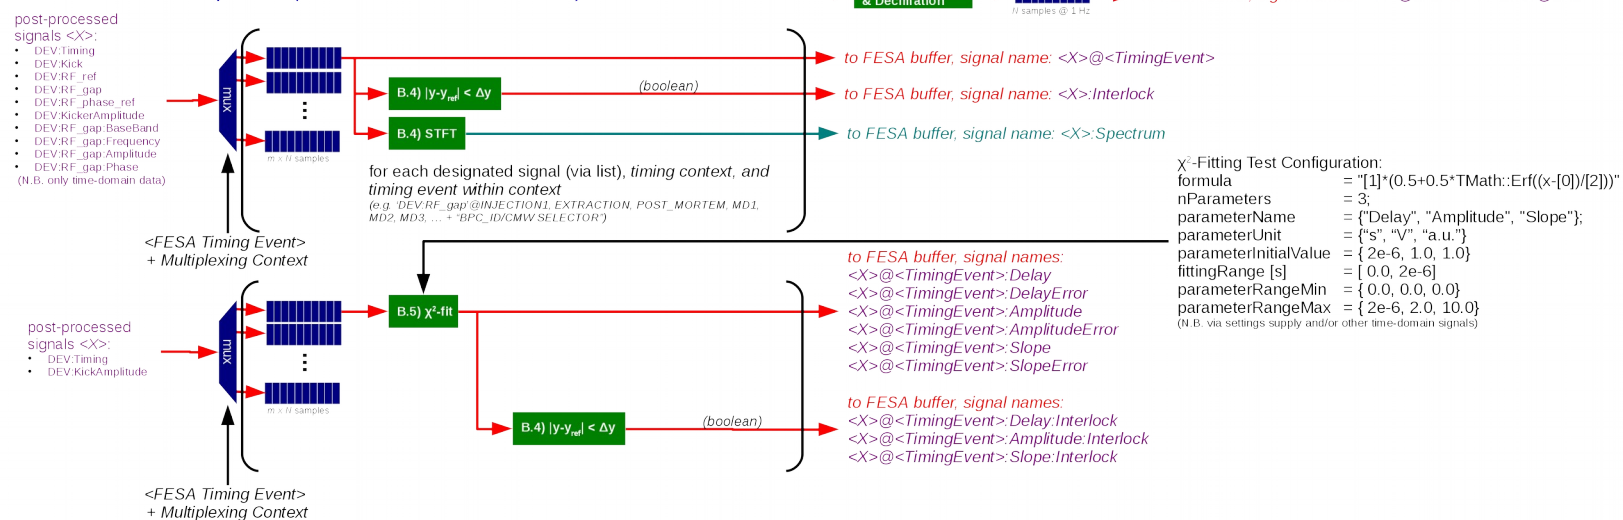 & Decimation
N samples @ 1 Hz
post-processed
signals <X>:
• DEV:Timing
• DEV:Kick
• DEV:RF_ref
• DEV:RF_gap
• DEV:RF_phase_ref
• DEV:KickerAmplitude
• DEV:RF_gap:BaseBand
• DEV:RF_gap:Frequency
• DEV:RF_gap:Amplitude
• DEV:RF_gap:Phase
(N.B. only time-domain data)
mux
m x N samples
<FESA Timing Event>
+ Multiplexing Context
B.4) |y-yref| < Δy
(boolean)
B.4) STFT
to FESA buffer, signal name: <X>@<TimingEvent>
to FESA buffer, signal name: <X>:Interlock
to FESA buffer, signal name: <X>:Spectrum
for each designated signal (via list), timing context, and
timing event within context
(e.g. 'DEV:RF_gap'@INJECTION1, EXTRACTION, POST_MORTEM, MD1,
MD2, MD3, … + “BPC_ID/CMW SELECTOR”)
χ²-Fitting Test Configuration:
formula = "[1]*(0.5+0.5*TMath::Erf((x-[0])/[2]))"
nParameters = 3;
parameterName = {"Delay", "Amplitude", "Slope"};
parameterUnit = {“s”, “V”, “a.u.”}
parameterInitialValue = { 2e-6, 1.0, 1.0}
fittingRange [s] = [ 0.0, 2e-6]
parameterRangeMin = { 0.0, 0.0, 0.0}
parameterRangeMax = { 2e-6, 2.0, 10.0}
(N.B. via settings supply and/or other time-domain signals)
post-processed
signals <X>:
• DEV:Timing
• DEV:KickAmplitude
mux
m x N samples
<FESA Timing Event>
+ Multiplexing Context
B.5) χ²-fit
B.4) |y-yref| < Δy
(boolean)
to FESA buffer, signal names:
<X>@<TimingEvent>:Delay
<X>@<TimingEvent>:DelayError
<X>@<TimingEvent>:Amplitude
<X>@<TimingEvent>:AmplitudeError
<X>@<TimingEvent>:Slope
<X>@<TimingEvent>:SlopeError
to FESA buffer, signal names:
<X>@<TimingEvent>:Delay:Interlock
<X>@<TimingEvent>:Amplitude:Interlock
<X>@<TimingEvent>:Slope:Interlock